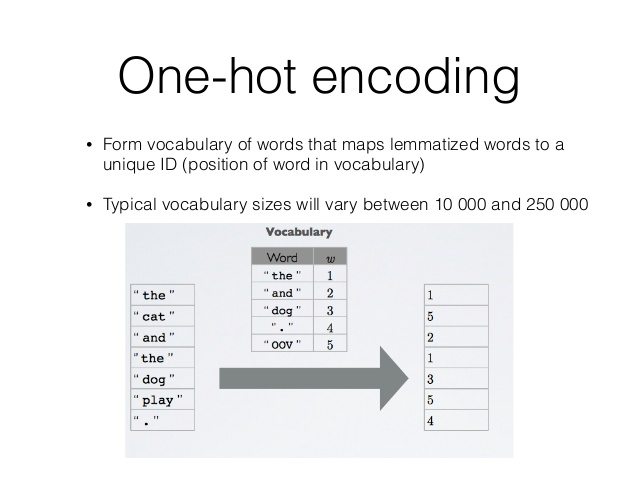 One-hot encoding
• Form vocabulary of words that maps lemmatized words to a
unique ID (position of word in vocabulary)
• Typical vocabulary sizes will vary between 10 000 and 250 000
Vocabulary
Word w
"the" 1
"and" 2
"dog" 3
"." 4
"OOV" 5
"the"
"cat"
"and"
"the"
"dog"
"play"
"."
1
5
2
1
3
5
4